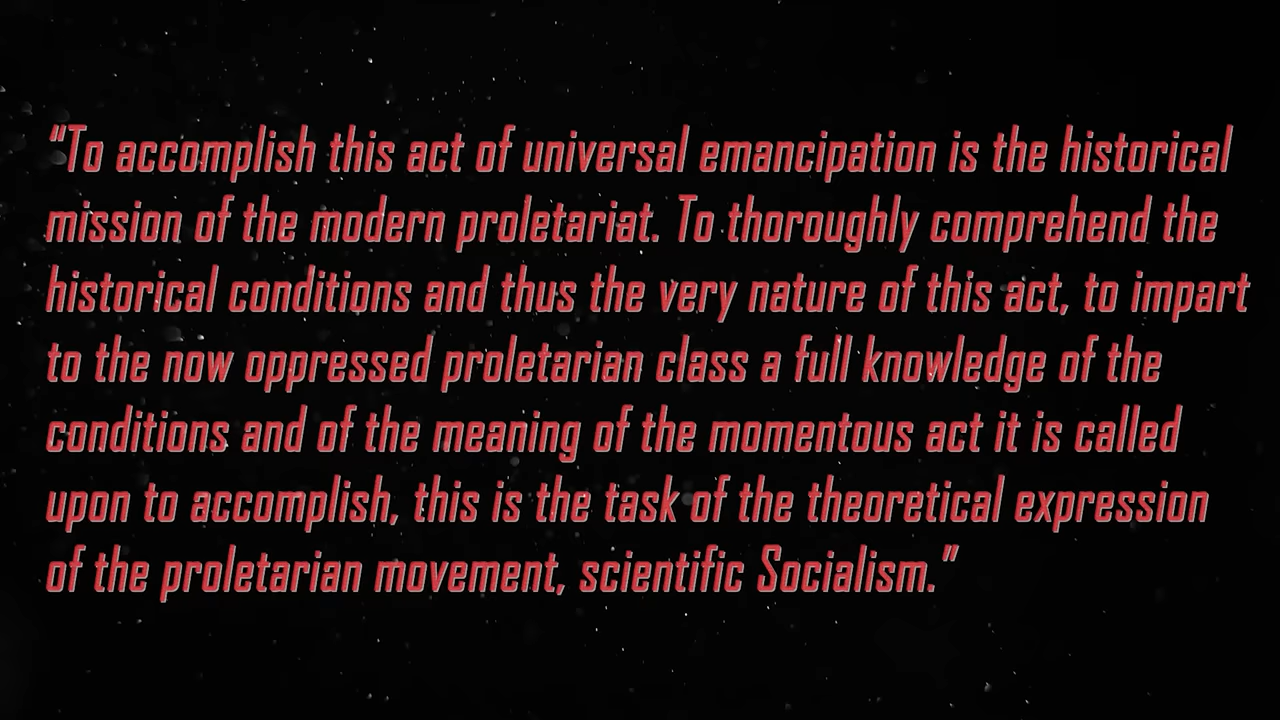 “To accomplish this act of universal emancipation is the historical
mission of the modern proletariat. To thoroughly comprehend the
historical conditions and thus the very nature of this act, to impart
to the now oppressed proletarian class a full knowledge of the
conditions and of the meaning of the momentous act it is called
upon to accomplish, this is the task of the theoretical expression
of the proletarian movement, scientific Socialism.”